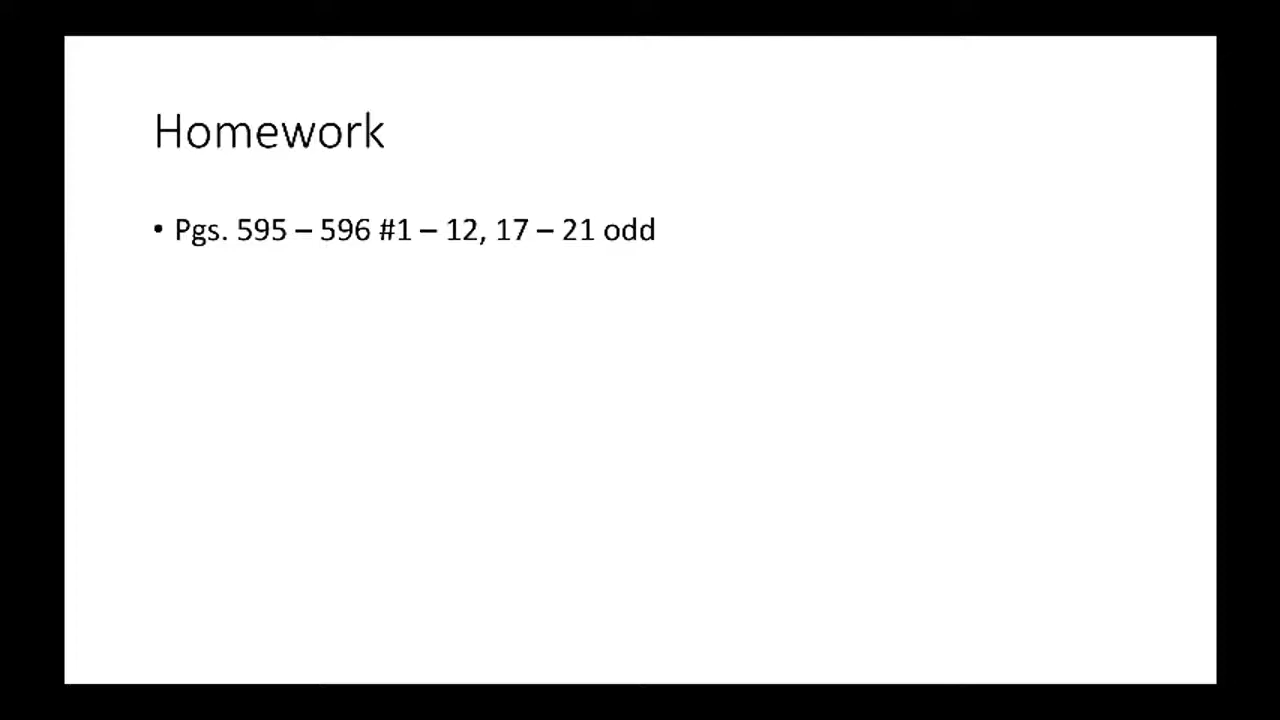 Homework
• Pgs. 595 – 596 #1 – 12, 17 – 21 odd